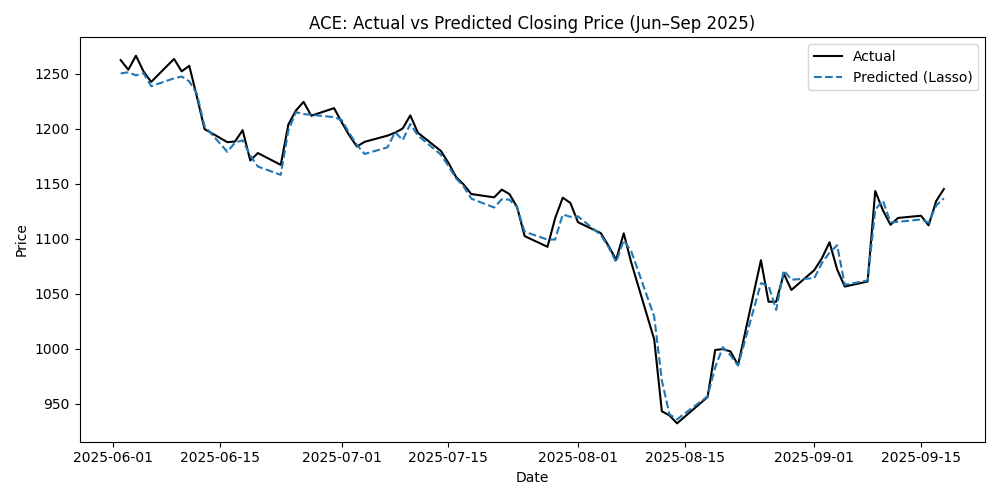 ACE: Actual vs Predicted Closing Price (Jun–Sep 2025)
Actual
Predicted (Lasso)
Price
1250
1200
1150
1100
1050
1000
950
2025-06-01 2025-06-15 2025-07-01 2025-07-15 2025-08-01 2025-08-15 2025-09-01 2025-09-15
Date